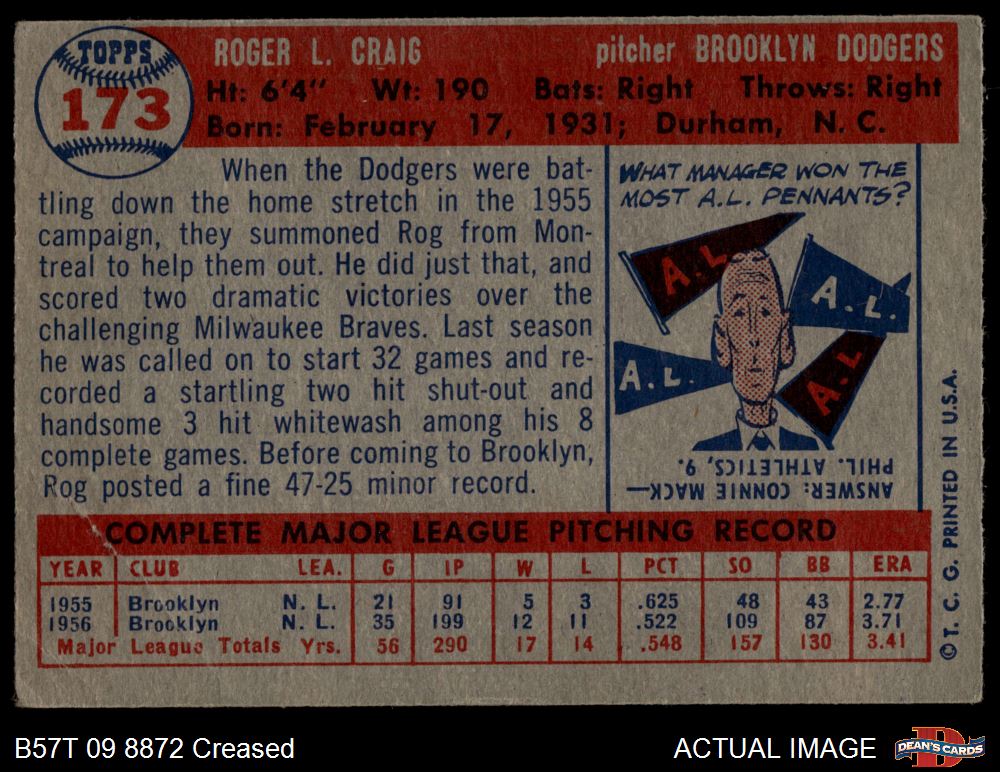 TOPPS
173
ROGER L. CRAIG pitcher BROOKLYN DODGERS
Ht: 6'4" Wt: 190 Bats: Right Throws: Right
Born: February 17, 1931; Durham, N. C.
When the Dodgers were bat-
tling down the home stretch in the 1955
campaign, they summoned Rog from Mon-
treal to help them out. He did just that, and
scored two dramatic victories over the
challenging Milwaukee Braves. Last season
he was called on to start 32 games and re-
corded a startling two hit shut-out and
handsome 3 hit whitewash among his 8
complete games. Before coming to Brooklyn,
Rog posted a fine 47-25 minor record.
WHAT MANAGER WON THE
MOST A.L. PENNANTS?
A.L.
A.L.
A.L.
A.L
ANSWER: CONNIE MACK—
PHIL. ATHLETICS, 9.
COMPLETE MAJOR LEAGUE PITCHING RECORD
YEAR CLUB LEA. G IP W L PCT SO BB ERA
1955 Brooklyn N. L. 21 91 5 3 .625 48 43 2.77
1956 Brooklyn N. L. 35 199 12 11 .522 109 87 3.71
Major League Totals Yrs. 56 290 17 14 .548 157 130 3.41
©T. C. G. PRINTED IN U.S.A.
B57T 09 8872 Creased
ACTUAL IMAGE
DEAN'S CARDS